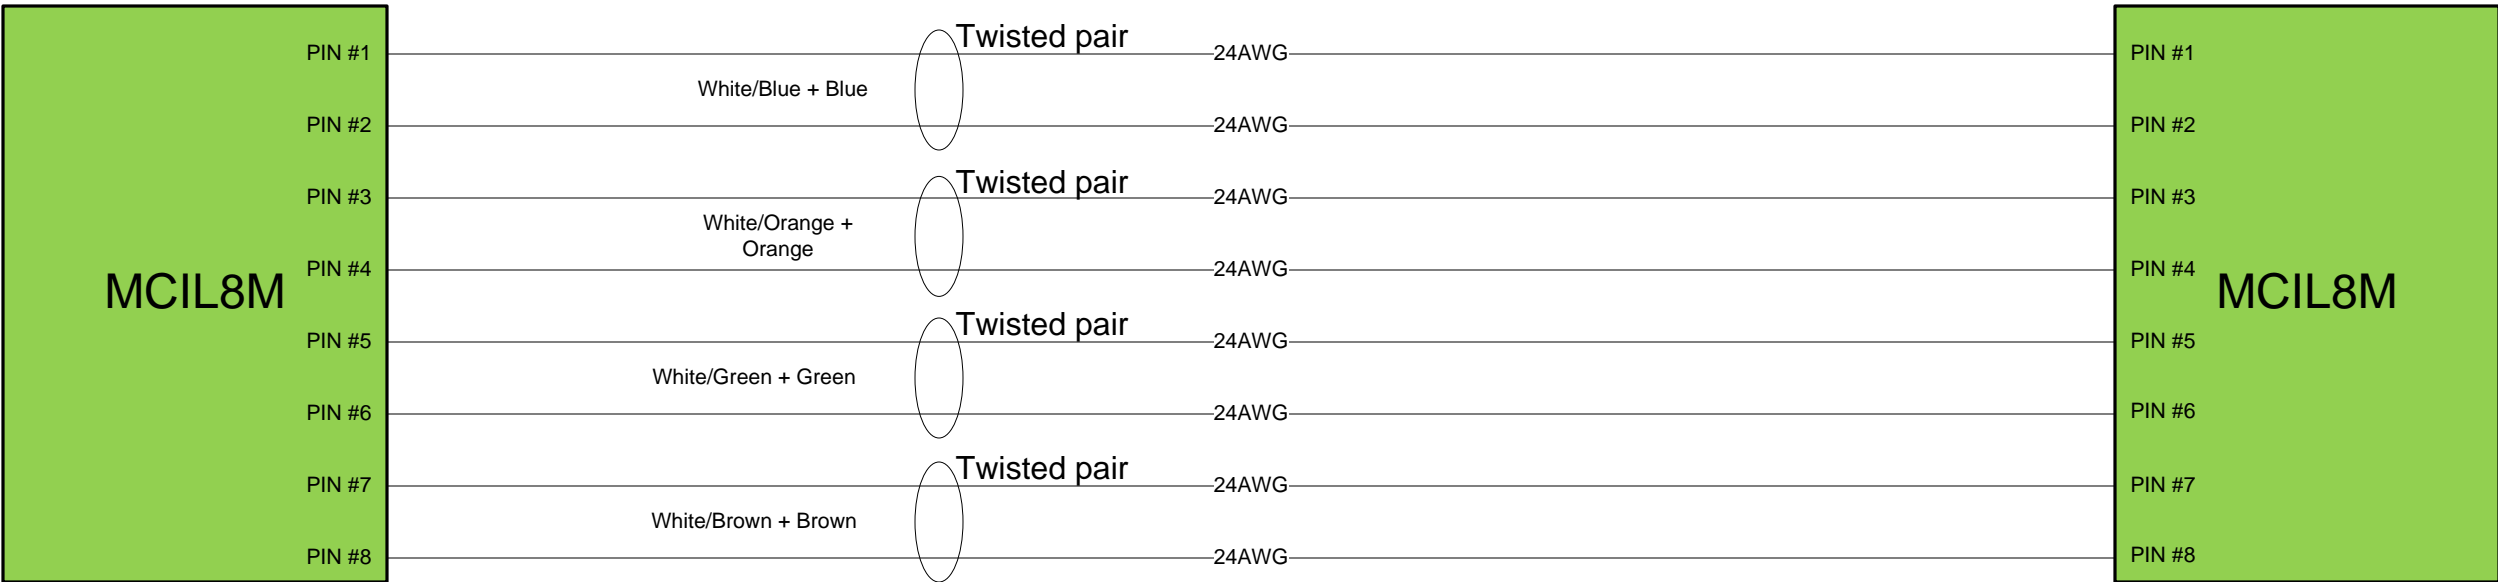 PIN #1 Twisted pair 24AWG PIN #1
White/Blue + Blue
PIN #2 24AWG PIN #2
PIN #3 Twisted pair 24AWG PIN #3
White/Orange +
Orange
PIN #4 24AWG PIN #4
MCIL8M MCIL8M
PIN #5 Twisted pair 24AWG PIN #5
White/Green + Green
PIN #6 24AWG PIN #6
PIN #7 Twisted pair 24AWG PIN #7
White/Brown + Brown
PIN #8 24AWG PIN #8